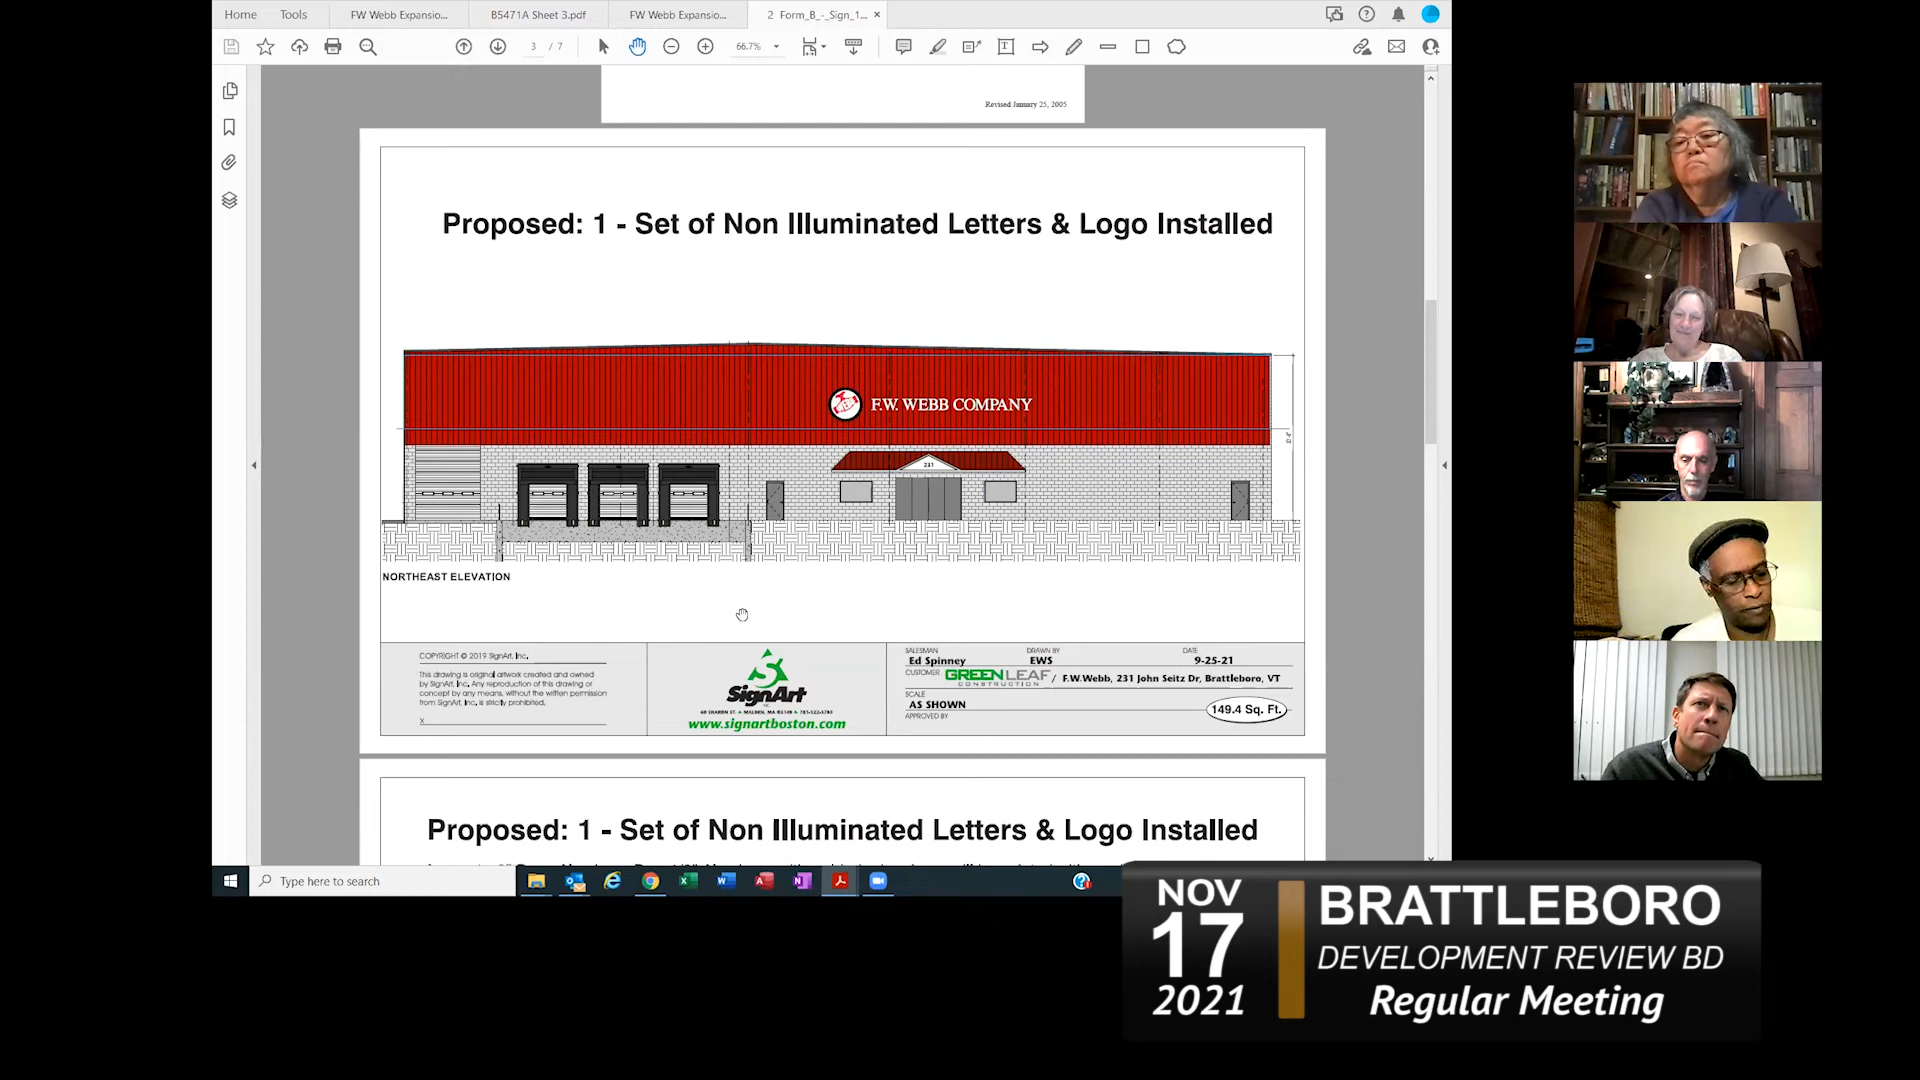 Home
Tools
FW Webb Expansio...
B5471A Sheet 3.pdf
FW Webb Expansio...
2 Form_B_-_Sign_1...
3 / 7
66.7%
Revised January 25, 2005
Proposed: 1 - Set of Non Illuminated Letters & Logo Installed
WEBB
F.W. WEBB COMPANY
231
NORTHEAST ELEVATION
COPYRIGHT © 2019 SignArt, Inc.
This drawing is original artwork created and owned
by SignArt, Inc. Any reproduction of this drawing or
concept by any means, without the written permission
from SignArt, Inc. is strictly prohibited.
X
SignArt
www.signartboston.com
SALESMAN
Ed Spinney
DRAWN BY
EWS
DATE
9-25-21
CUSTOMER
GREEN LEAF
CONSTRUCTION
/ F.W.Webb, 231 John Seitz Dr, Brattleboro, VT
SCALE
AS SHOWN
APPROVED BY
149.4 Sq. Ft.
Proposed: 1 - Set of Non Illuminated Letters & Logo Installed
Type here to search
NOV
17
2021
BRATTLEBORO
DEVELOPMENT REVIEW BD
Regular Meeting